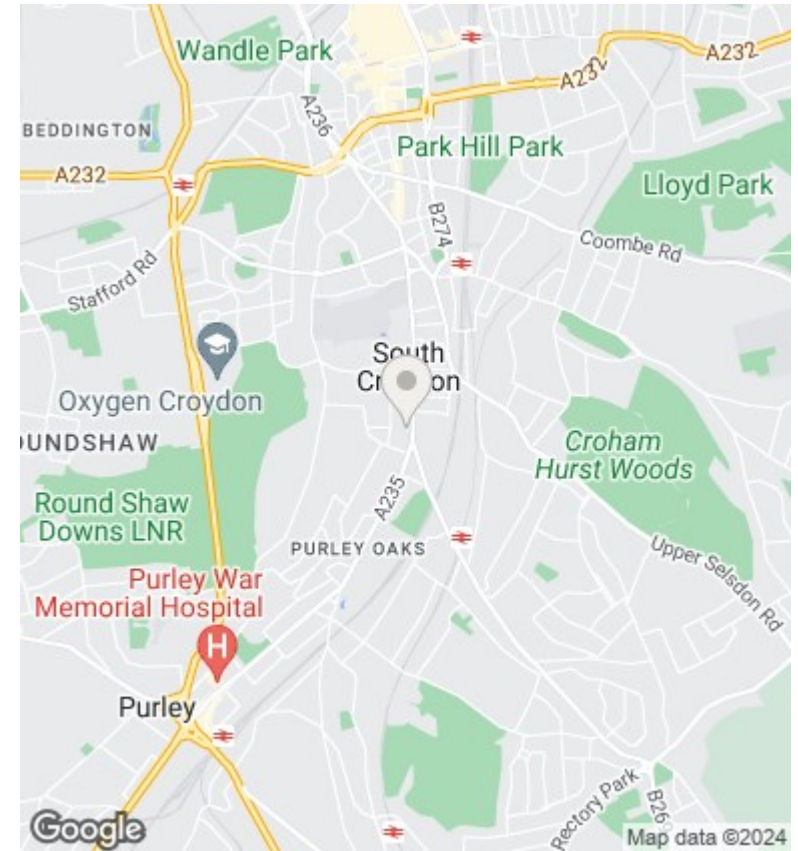 Wandle Park
A232
A232
A236
BEDDINGTON
Park Hill Park
A232
Lloyd Park
B274
Coombe Rd
Stafford Rd
South
Oxygen Croydon
Croham
Hurst Woods
A235
Round Shaw
Downs LNR
PURLEY OAKS
Upper Selsdon Rd
Purley War
Memorial Hospital
H
Purley
Rectory Park
Google
Map data ©2024